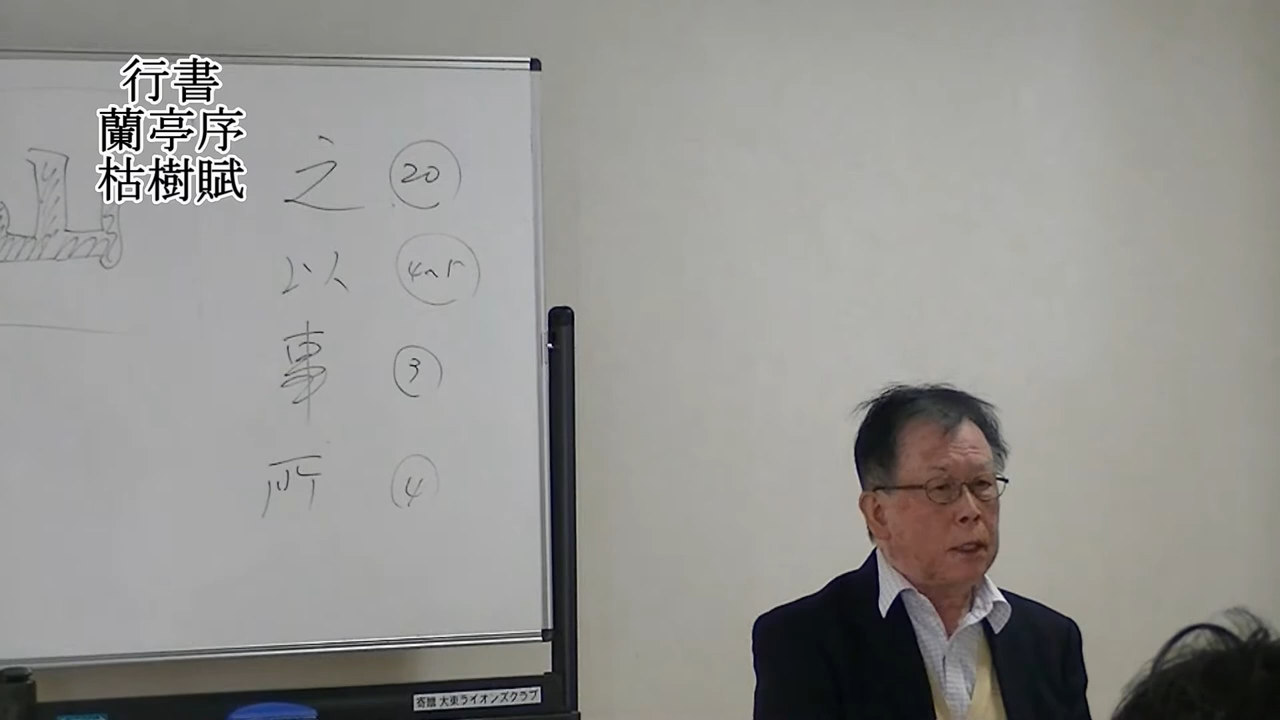 行書
蘭亭序
枯樹賦
之 20
以 4〜5
事 3
所 4
寄贈 大東ライオンズクラブ